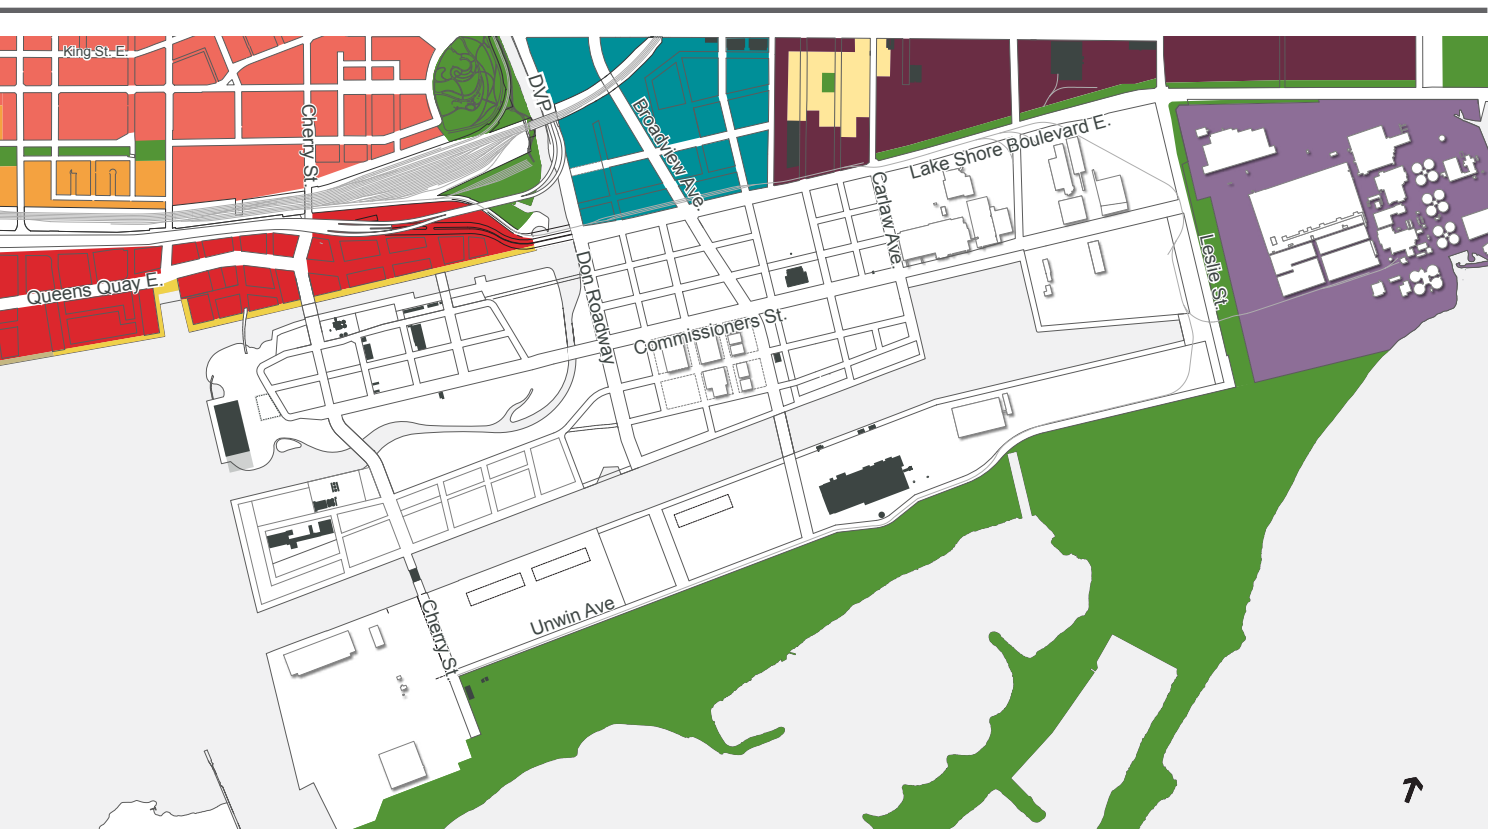 King St. E.
DVP
Cherry St.
Broadview Ave.
Lake Shore Boulevard E.
Carlaw Ave.
Leslie St.
Queens Quay E.
Don Roadway
Commissioners St.
Unwin Ave
Cherry St.